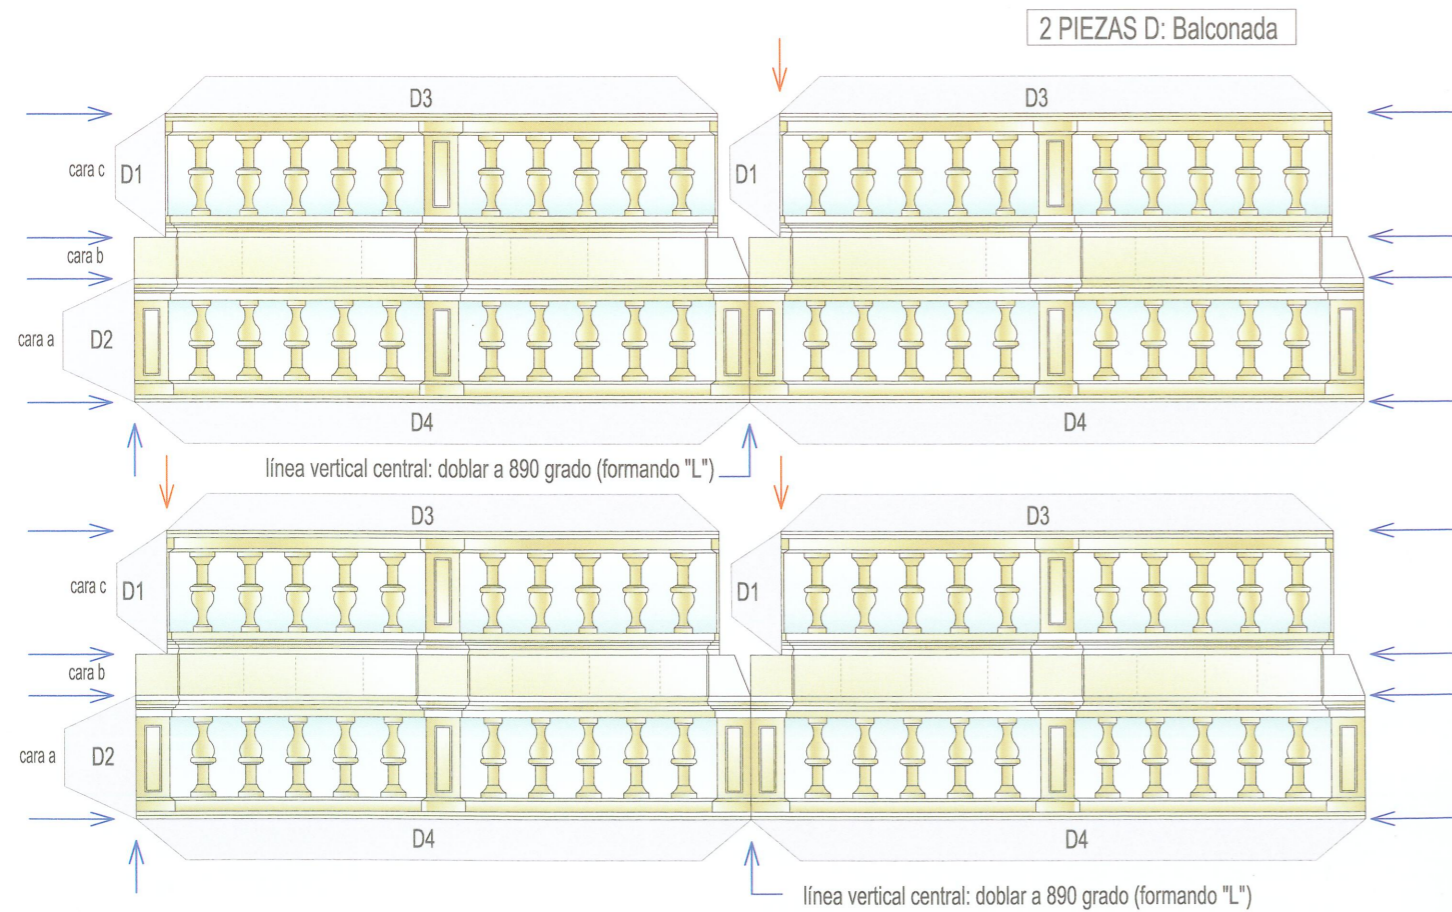 2 PIEZAS D: Balconada
D3
D3
cara c
D1
D1
cara b
cara a
D2
D4
D4
línea vertical central: doblar a 890 grado (formando "L")
D3
D3
cara c
D1
D1
cara b
cara a
D2
D4
D4
línea vertical central: doblar a 890 grado (formando "L")